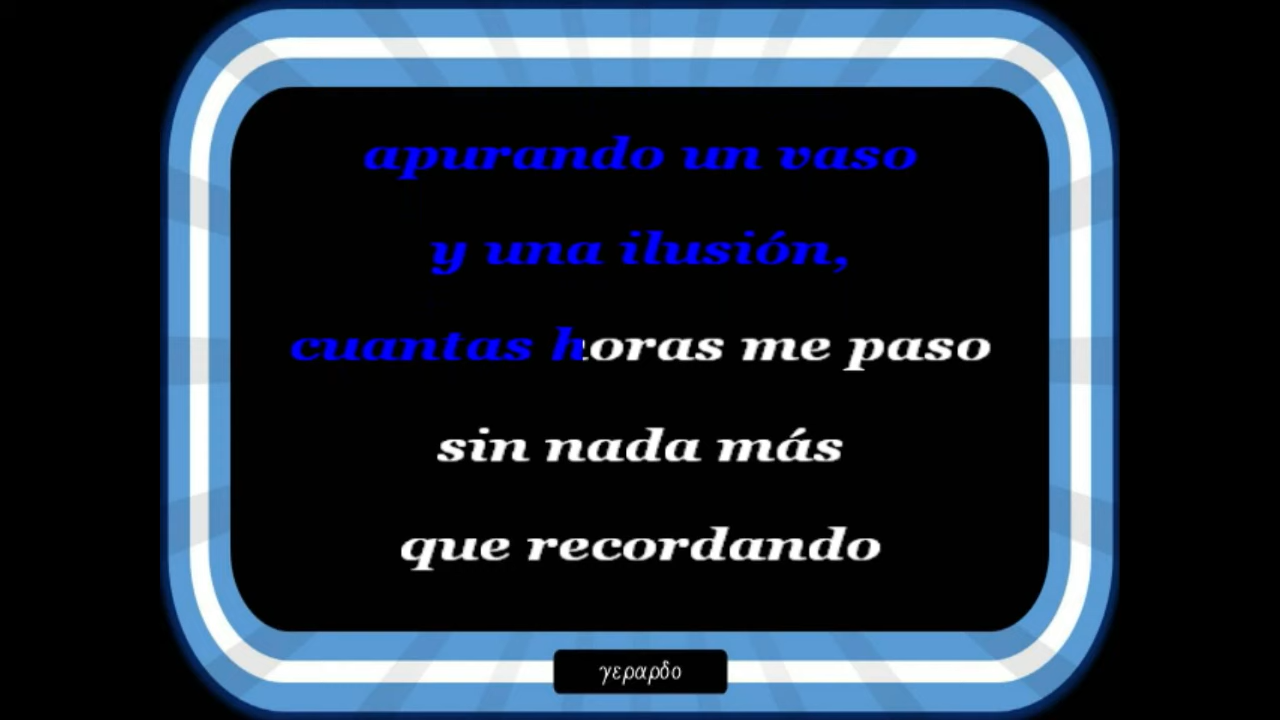 apurando un vaso
y una ilusión,
cuantas horas me paso
sin nada más
que recordando
γεραρδο